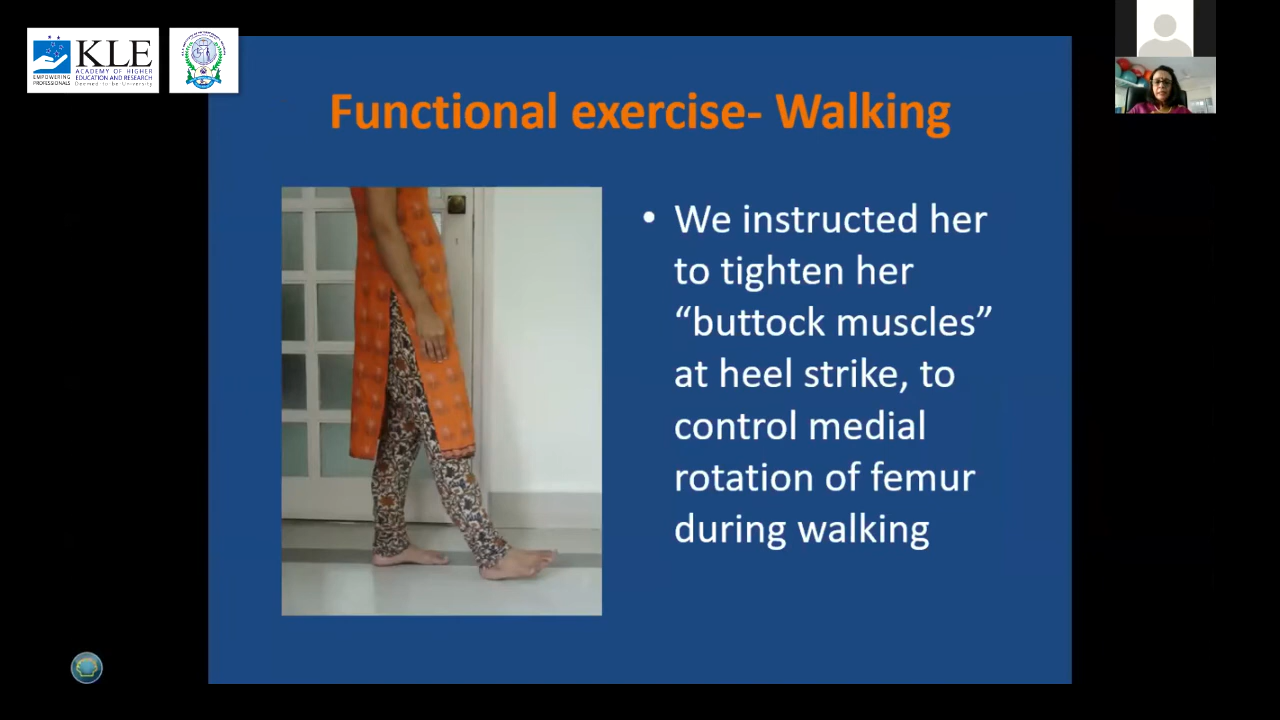 KLE
ACADEMY OF HIGHER
EDUCATION AND RESEARCH
Deemed-to-be-University
EMPOWERING
PROFESSIONALS
Functional exercise- Walking
• We instructed her
to tighten her
“buttock muscles”
at heel strike, to
control medial
rotation of femur
during walking